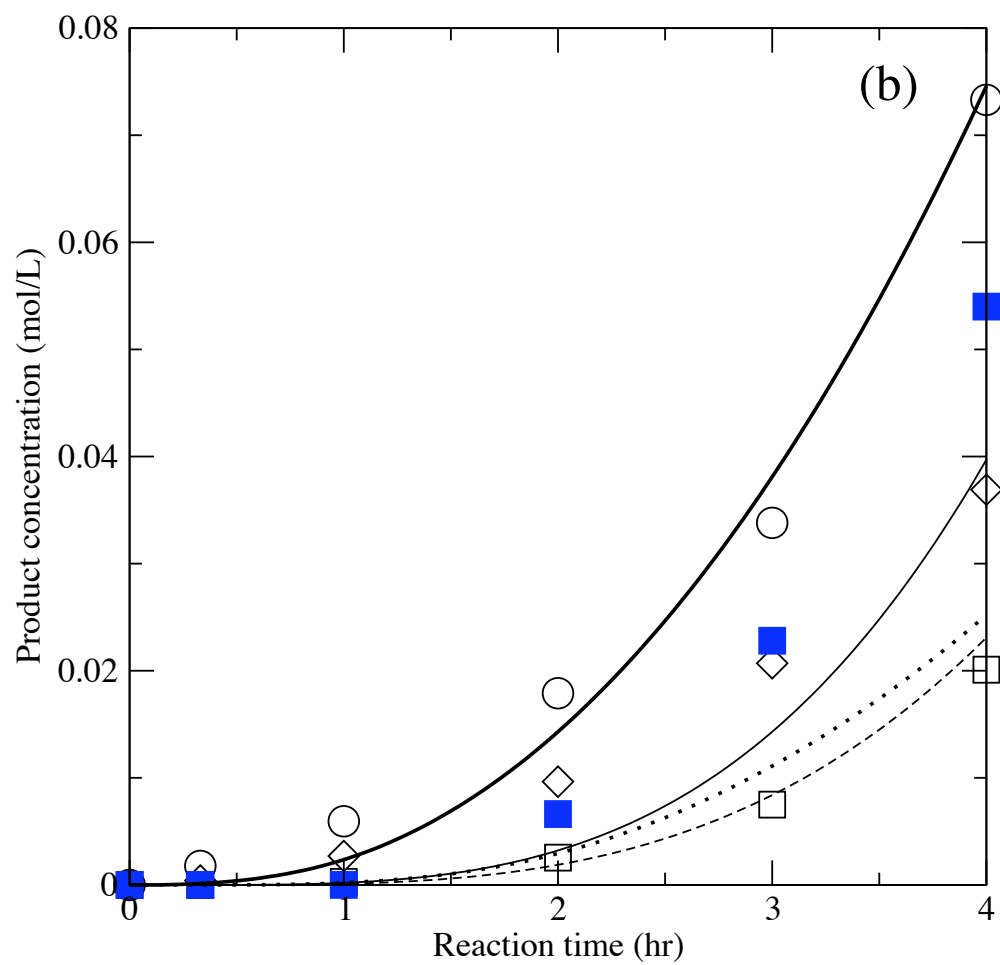 0.08
(b)
0.06
Product concentration (mol/L)
0.04
0.02
0
0 1 2 3 4
Reaction time (hr)